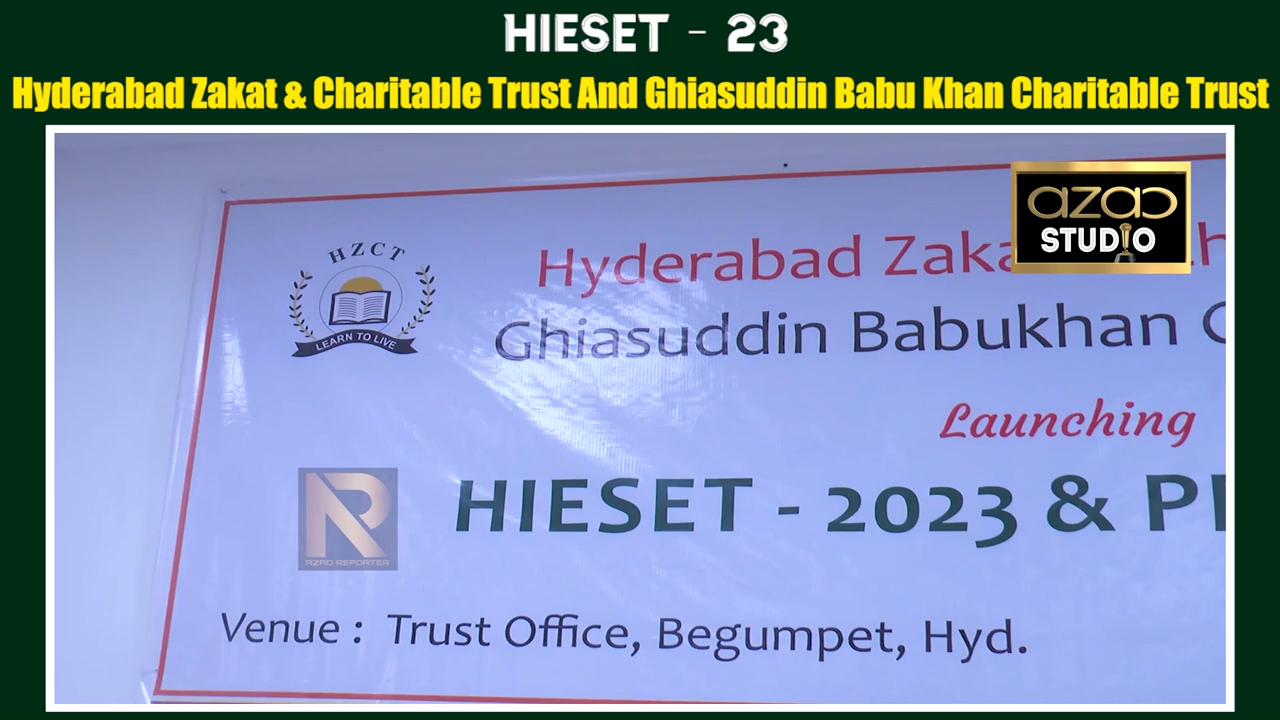 HIESET - 23
Hyderabad Zakat & Charitable Trust And Ghiasuddin Babu Khan Charitable Trust
azad
STUDIO
HZCT
LEARN TO LIVE
Hyderabad Zaka
Ghiasuddin Babukhan
Launching
HIESET - 2023 &
AZAD REPORTER
Venue : Trust Office, Begumpet, Hyd.